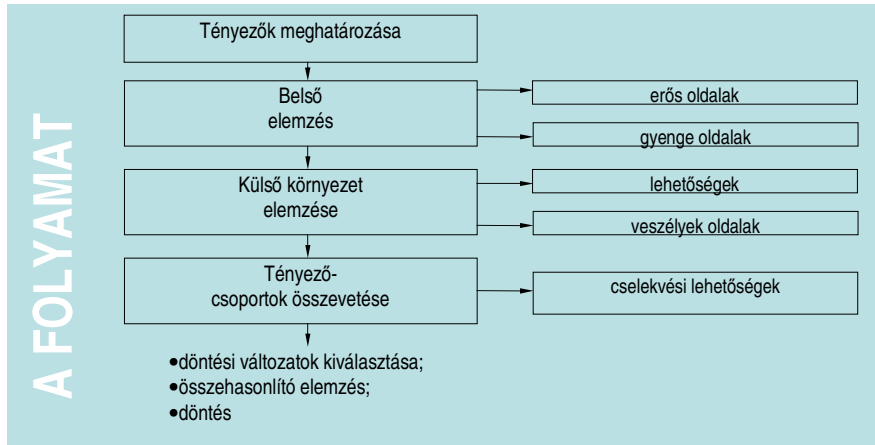 A FOLYAMAT
Tényezők meghatározása
Belső
elemzés
erős oldalak
gyenge oldalak
Külső környezet
elemzése
lehetőségek
veszélyek oldalak
Tényező-
csoportok összevetése
cselekvési lehetőségek
•döntési változatok kiválasztása;
•összehasonlító elemzés;
•döntés